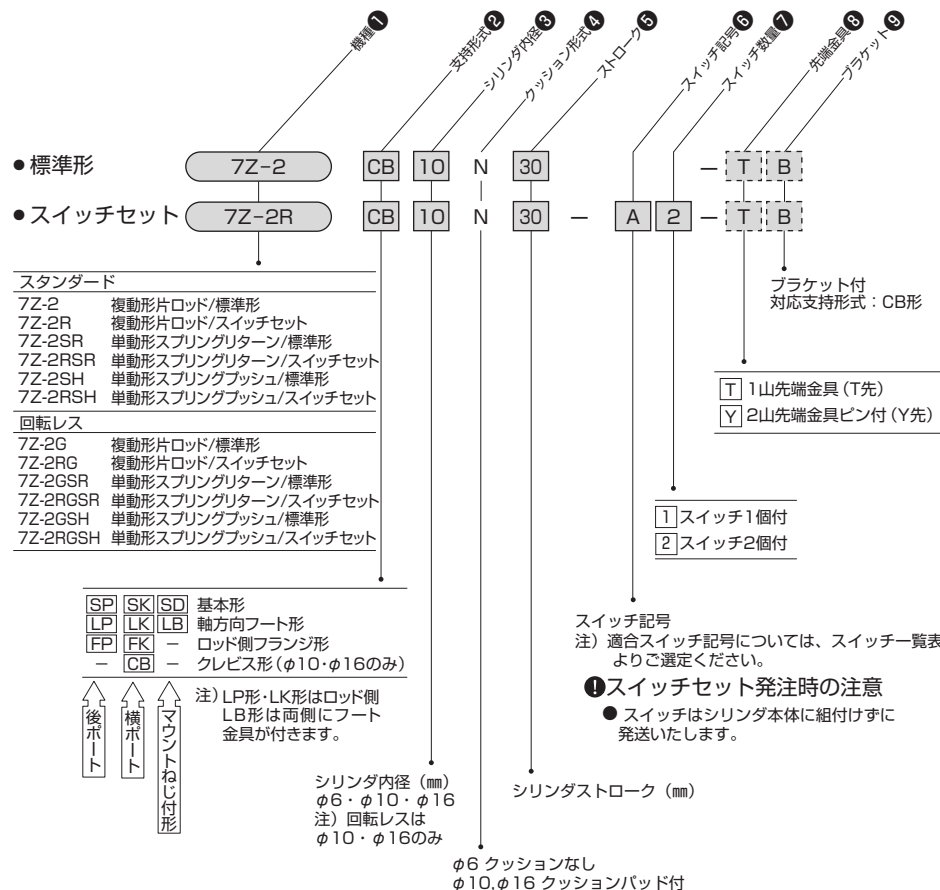 機種❶
支持形式❷
シリンダ内径❸
クッション形式❹
ストローク❺
スイッチ記号❻
スイッチ数量❼
先端金具❽
ブラケット❾
● 標準形 7Z-2 CB 10 N 30 － T B
● スイッチセット 7Z-2R CB 10 N 30 － A 2 － T B
スタンダード
7Z-2 複動形片ロッド/標準形
7Z-2R 複動形片ロッド/スイッチセット
7Z-2SR 単動形スプリングリターン/標準形
7Z-2RSR 単動形スプリングリターン/スイッチセット
7Z-2SH 単動形スプリングプッシュ/標準形
7Z-2RSH 単動形スプリングプッシュ/スイッチセット
回転レス
7Z-2G 複動形片ロッド/標準形
7Z-2RG 複動形片ロッド/スイッチセット
7Z-2GSR 単動形スプリングリターン/標準形
7Z-2RGSR 単動形スプリングリターン/スイッチセット
7Z-2GSH 単動形スプリングプッシュ/標準形
7Z-2RGSH 単動形スプリングプッシュ/スイッチセット
SP SK SD 基本形
LP LK LB 軸方向フート形
FP FK － ロッド側フランジ形
－ CB － クレビス形（φ10・φ16のみ）
後ポート
横ポート
マウントねじ付形
注）LP形・LK形はロッド側
LB形は両側にフート
金具が付きます。
シリンダ内径（㎜）
φ6・φ10・φ16
注）回転レスは
φ10・φ16のみ
φ6 クッションなし
φ10,φ16 クッションパッド付
シリンダストローク（㎜）
スイッチ記号
注）適合スイッチ記号については、スイッチ一覧表
よりご選定ください。
❗スイッチセット発注時の注意
● スイッチはシリンダ本体に組付けずに
発送いたします。
1 スイッチ1個付
2 スイッチ2個付
T 1山先端金具（T先）
Y 2山先端金具ピン付（Y先）
ブラケット付
対応支持形式：CB形